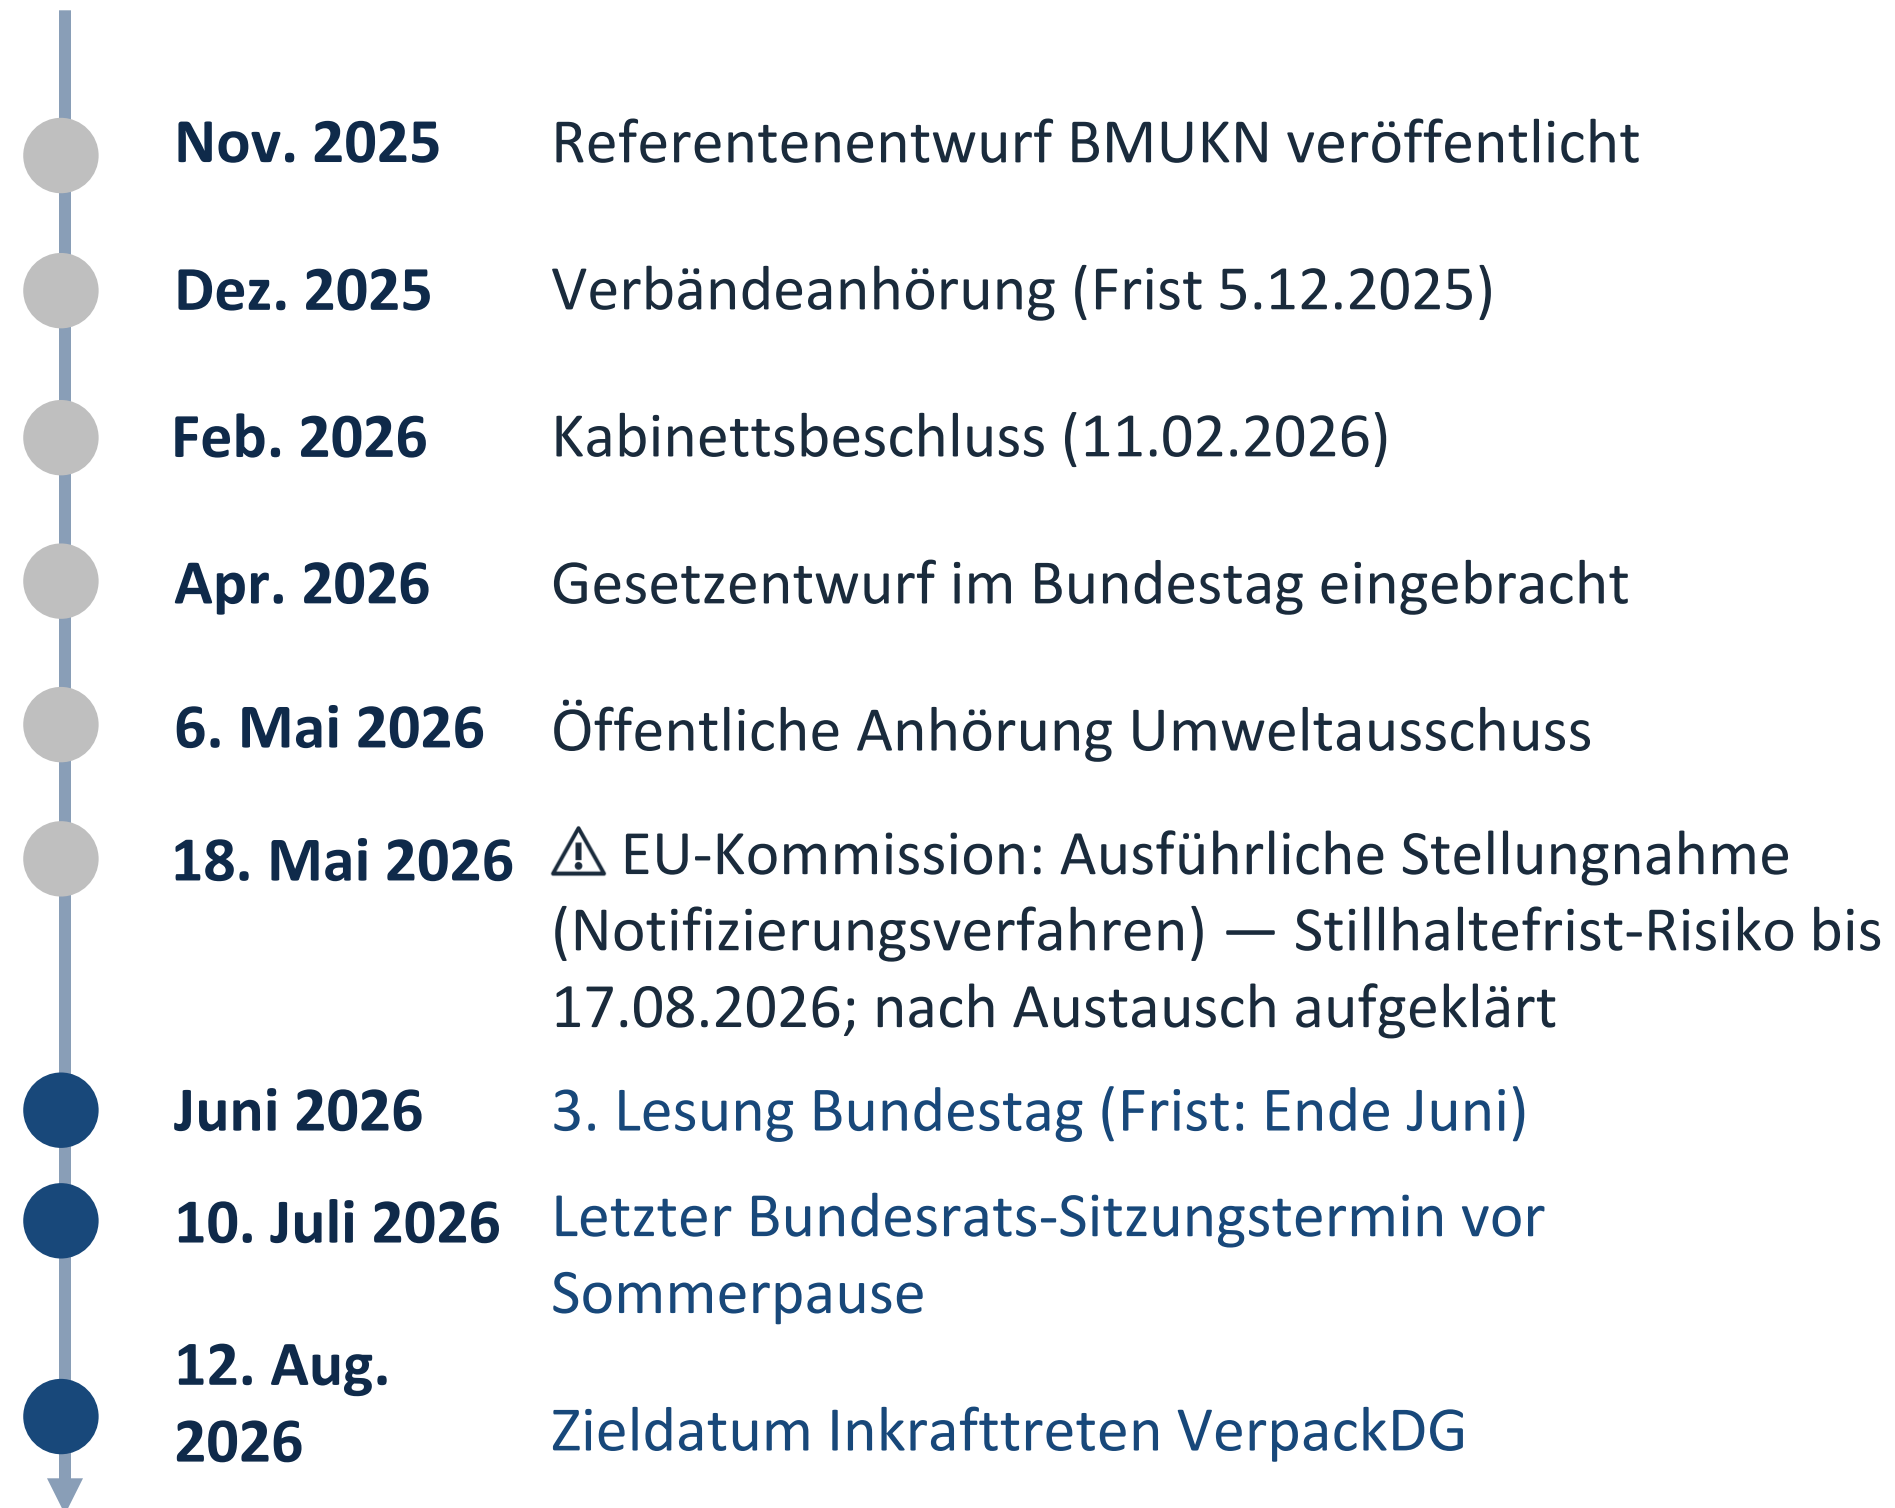 Nov. 2025 Referentenentwurf BMUKN veröffentlicht
Dez. 2025 Verbändeanhörung (Frist 5.12.2025)
Feb. 2026 Kabinettsbeschluss (11.02.2026)
Apr. 2026 Gesetzentwurf im Bundestag eingebracht
6. Mai 2026 Öffentliche Anhörung Umweltausschuss
18. Mai 2026 ⚠ EU-Kommission: Ausführliche Stellungnahme
(Notifizierungsverfahren) — Stillhaltefrist-Risiko bis
17.08.2026; nach Austausch aufgeklärt
Juni 2026 3. Lesung Bundestag (Frist: Ende Juni)
10. Juli 2026 Letzter Bundesrats-Sitzungstermin vor
Sommerpause
12. Aug.
2026 Zieldatum Inkrafttreten VerpackDG